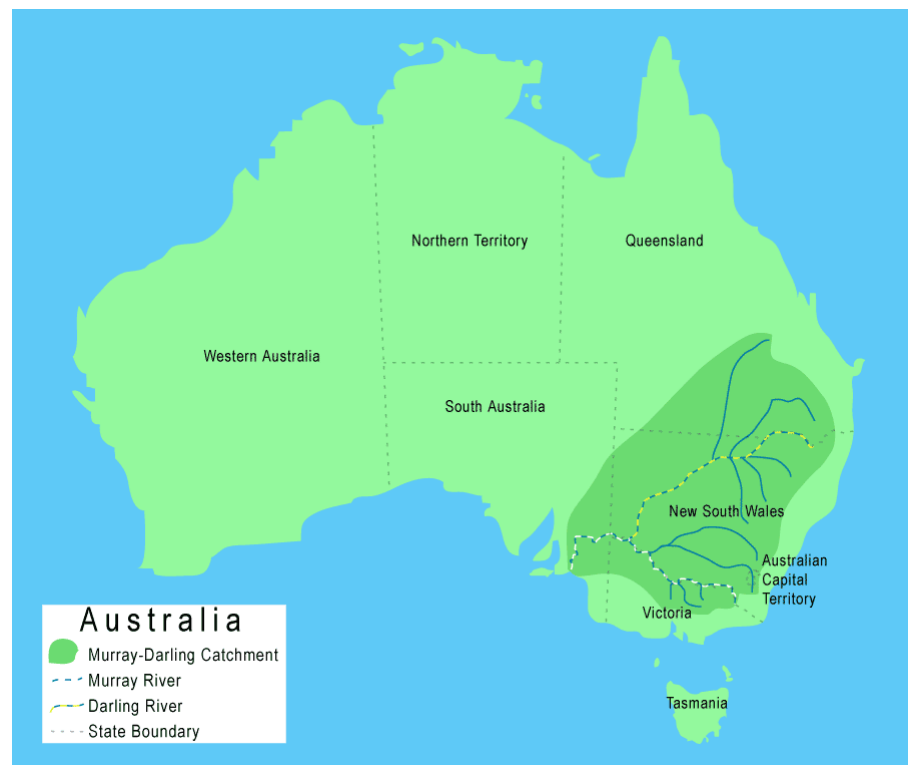 Northern Territory
Queensland
Western Australia
South Australia
New South Wales
Australian
Capital
Territory
Victoria
Tasmania
Australia
Murray-Darling Catchment
Murray River
Darling River
State Boundary